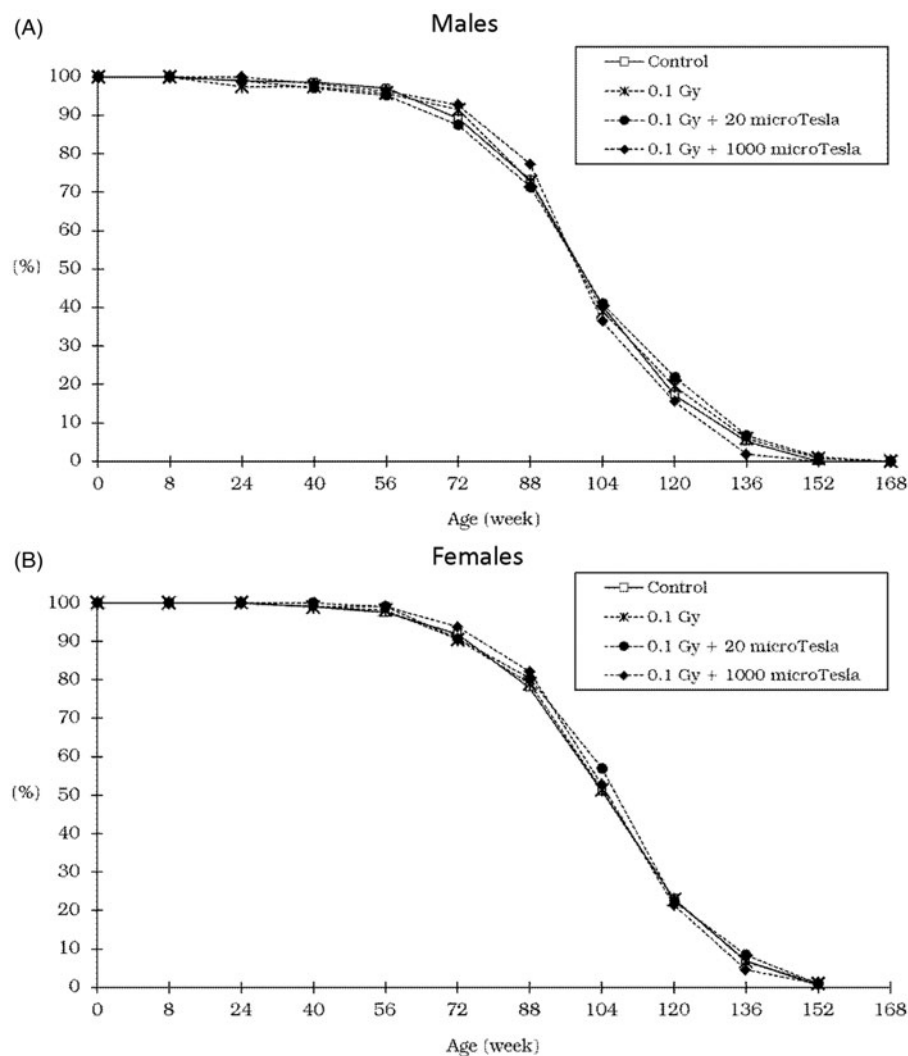 (A)
Males
Control
0.1 Gy
0.1 Gy + 20 microTesla
0.1 Gy + 1000 microTesla
100
90
80
70
60
50
(%)
40
30
20
10
0
0 8 24 40 56 72 88 104 120 136 152 168
Age (week)
(B)
Females
Control
0.1 Gy
0.1 Gy + 20 microTesla
0.1 Gy + 1000 microTesla
100
90
80
70
60
50
(%)
40
30
20
10
0
0 8 24 40 56 72 88 104 120 136 152 168
Age (week)